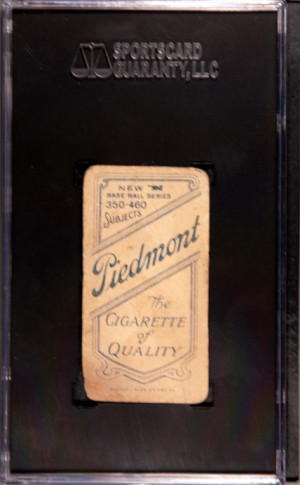 SPORTSCARD
GUARANTY, LLC
NEW
BASE BALL SERIES
350-460
SUBJECTS
Piedmont
The
CIGARETTE
of
QUALITY